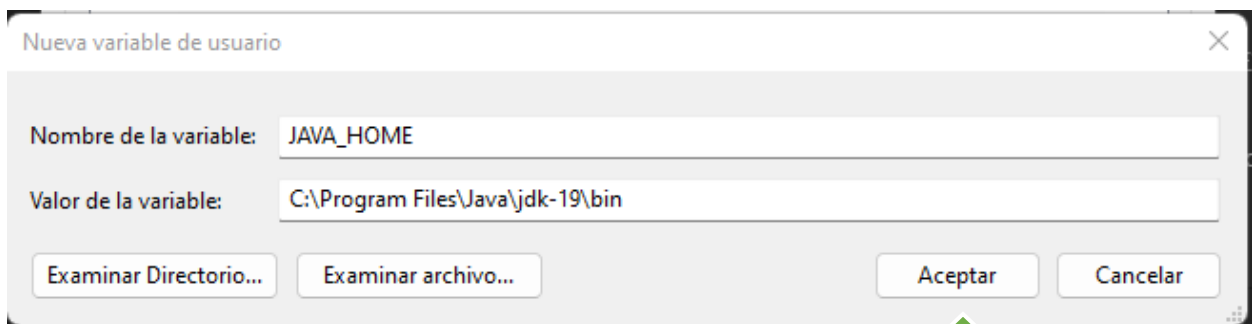 Nueva variable de usuario
Nombre de la variable: JAVA_HOME
Valor de la variable: C:\Program Files\Java\jdk-19\bin
Examinar Directorio... Examinar archivo... Aceptar Cancelar